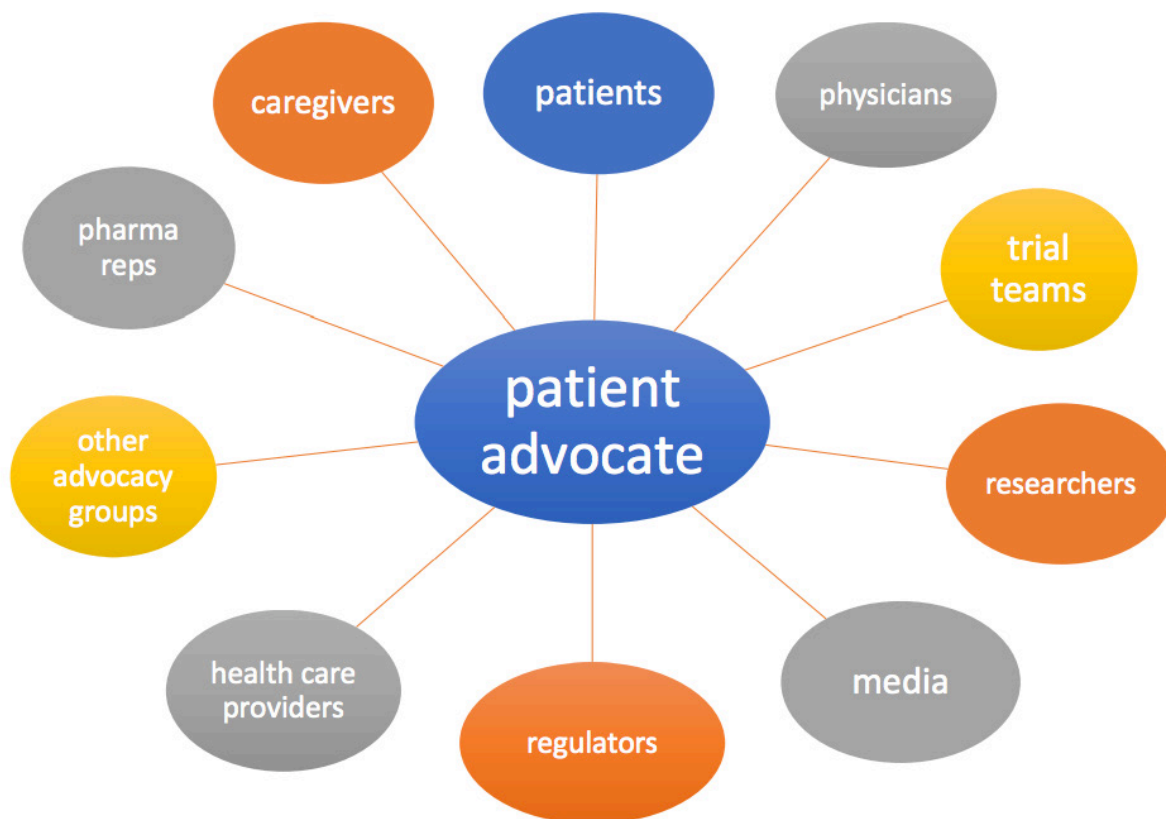 caregivers
patients
physicians
pharma
reps
trial
teams
patient
advocate
other
advocacy
groups
researchers
health care
providers
regulators
media